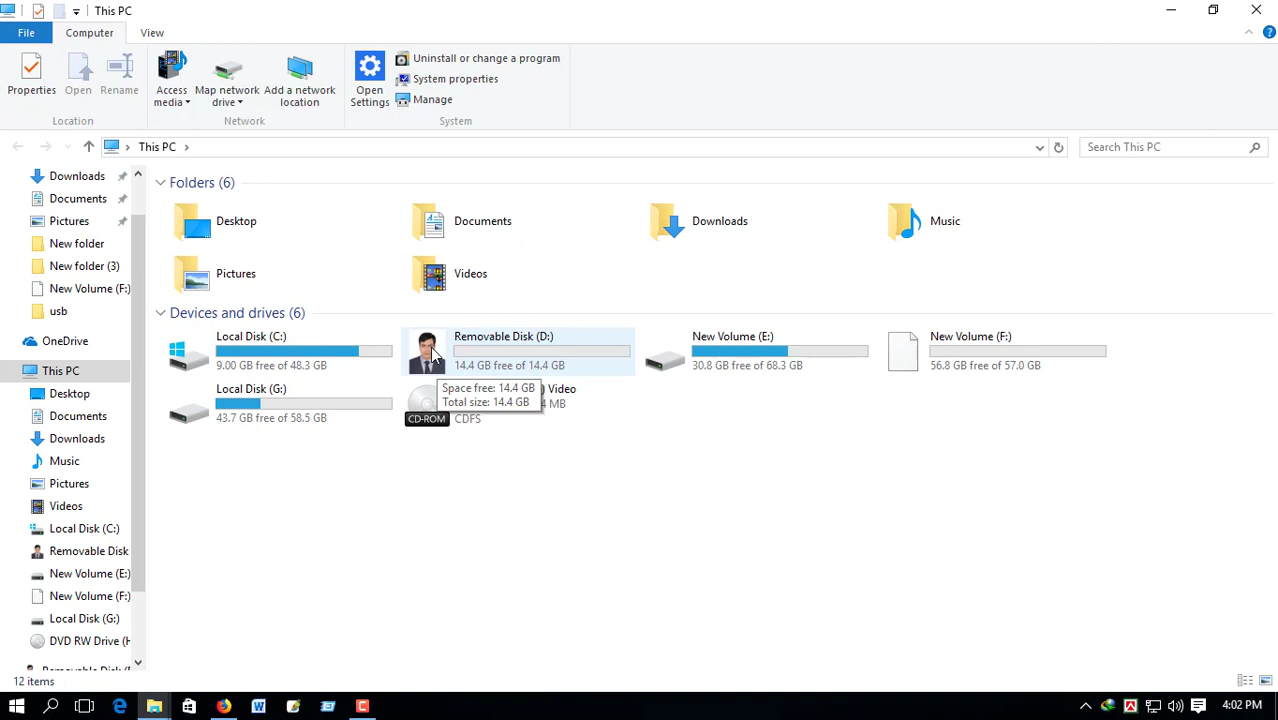 This PC
File Computer View
Properties Open Rename Access media Map network drive Add a network location Open Settings Uninstall or change a program
System properties
Manage
Location Network System
This PC
Search This PC
Downloads
Documents
Pictures
New folder
New folder (3)
New Volume (F:)
usb
OneDrive
This PC
Desktop
Documents
Downloads
Music
Pictures
Videos
Local Disk (C:)
Removable Disk
New Volume (E:)
New Volume (F:)
Local Disk (G:)
DVD RW Drive (H
Folders (6)
Desktop Documents Downloads Music
Pictures Videos
Devices and drives (6)
Local Disk (C:) Removable Disk (D:) New Volume (E:) New Volume (F:)
9.00 GB free of 48.3 GB 14.4 GB free of 14.4 GB 30.8 GB free of 68.3 GB 56.8 GB free of 57.0 GB
Local Disk (G:) ) Video
Space free: 14.4 GB
Total size: 14.4 GB
4 MB
43.7 GB free of 58.5 GB CD-ROM CDFS
12 items
4:02 PM